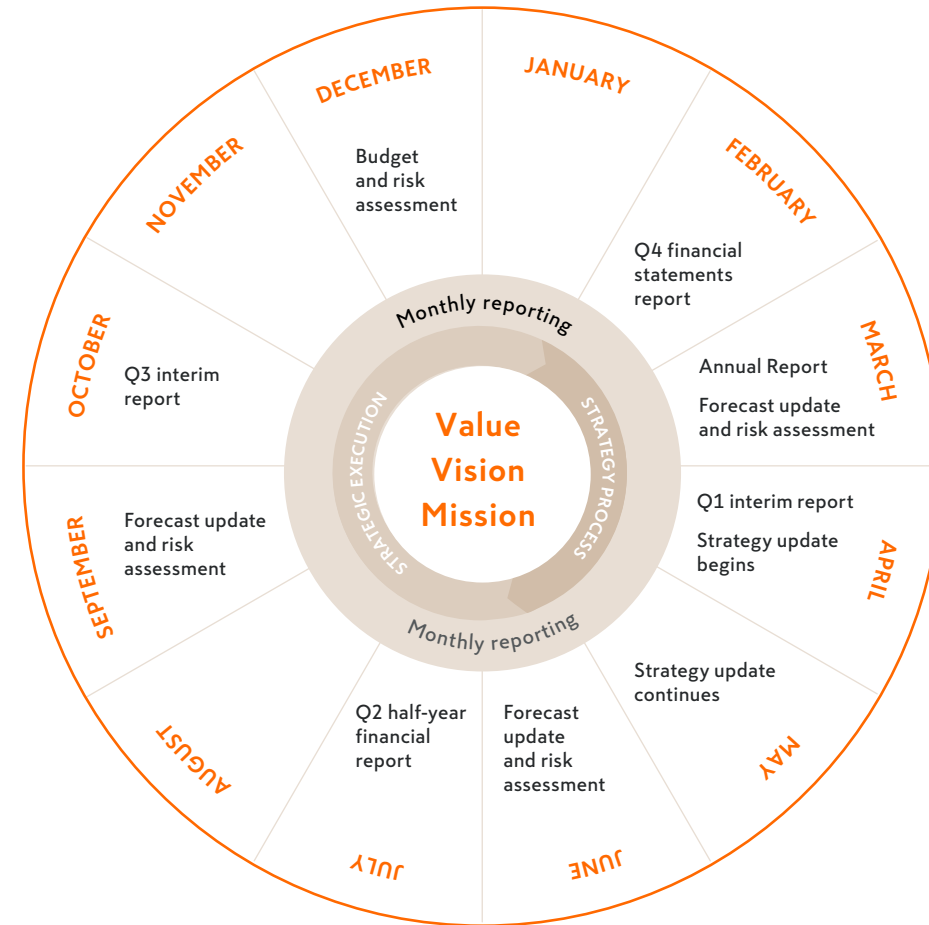 JANUARY
FEBRUARY
Q4 financial
statements
report
MARCH
Annual Report
Forecast update
and risk assessment
APRIL
Q1 interim report
Strategy update
begins
MAY
Strategy update
continues
JUNE
Forecast
update
and risk
assessment
JULY
Q2 half-year
financial
report
AUGUST
SEPTEMBER
Forecast update
and risk
assessment
OCTOBER
Q3 interim
report
NOVEMBER
DECEMBER
Budget
and risk
assessment
Monthly reporting
STRATEGY PROCESS
STRATEGIC EXECUTION
Value
Vision
Mission
Monthly reporting